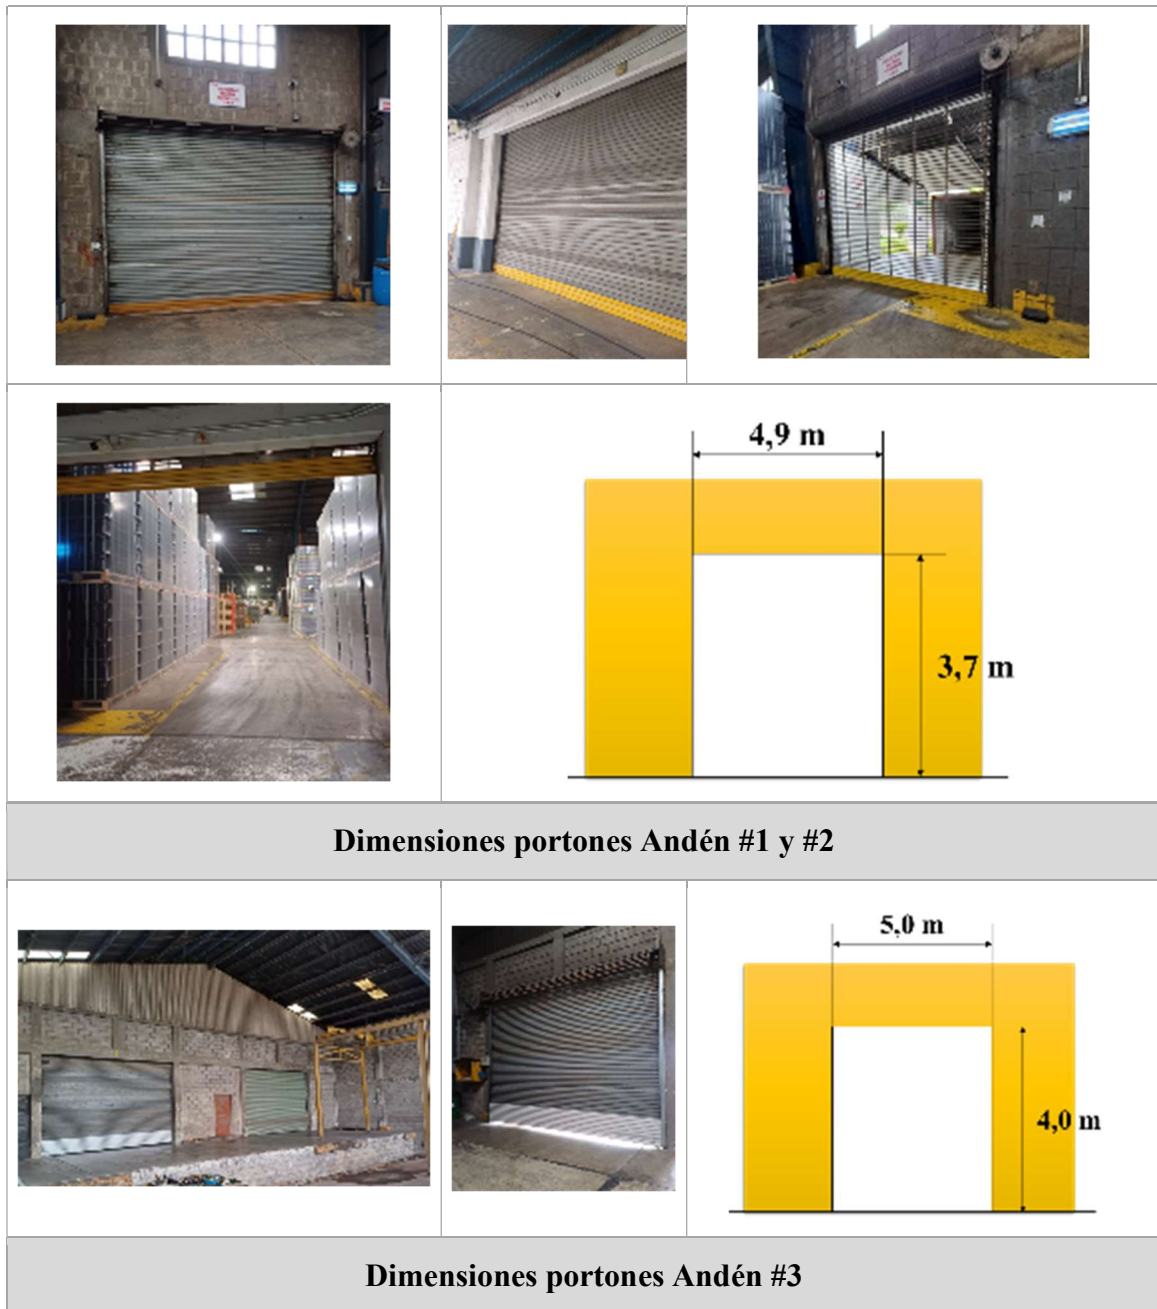 4,9 m
3,7 m
Dimensiones portones Andén #1 y #2
5,0 m
4,0 m
Dimensiones portones Andén #3